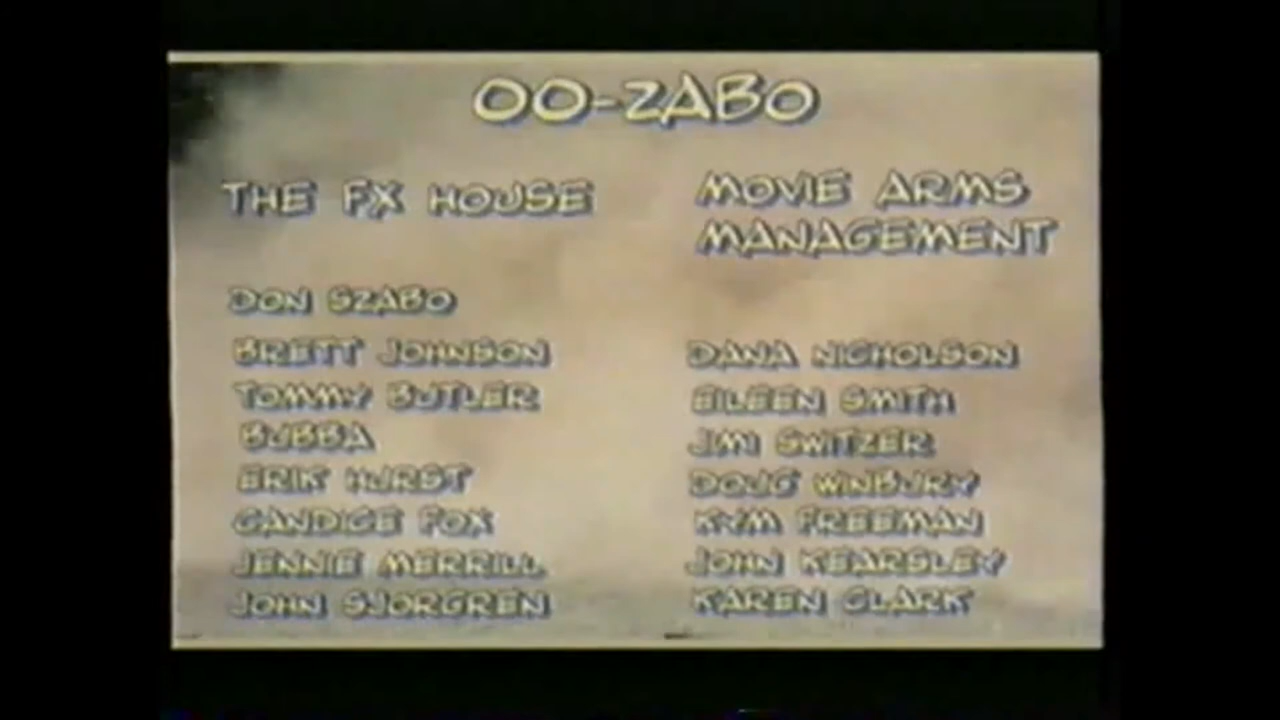 OO-ZABO
THE FX HOUSE
DON SZABO
BRETT JOHNSON
TOMMY BUTLER
BUBBA
ERIK HURST
CANDICE FOX
JENNIE MERRILL
JOHN SJORGREN
MOVIE ARMS
MANAGEMENT
DANA NICHOLSON
EILEEN SMITH
JIMI SWITZER
DOUG WINBURY
KYM FREEMAN
JOHN KEARSLEY
KAREN CLARK